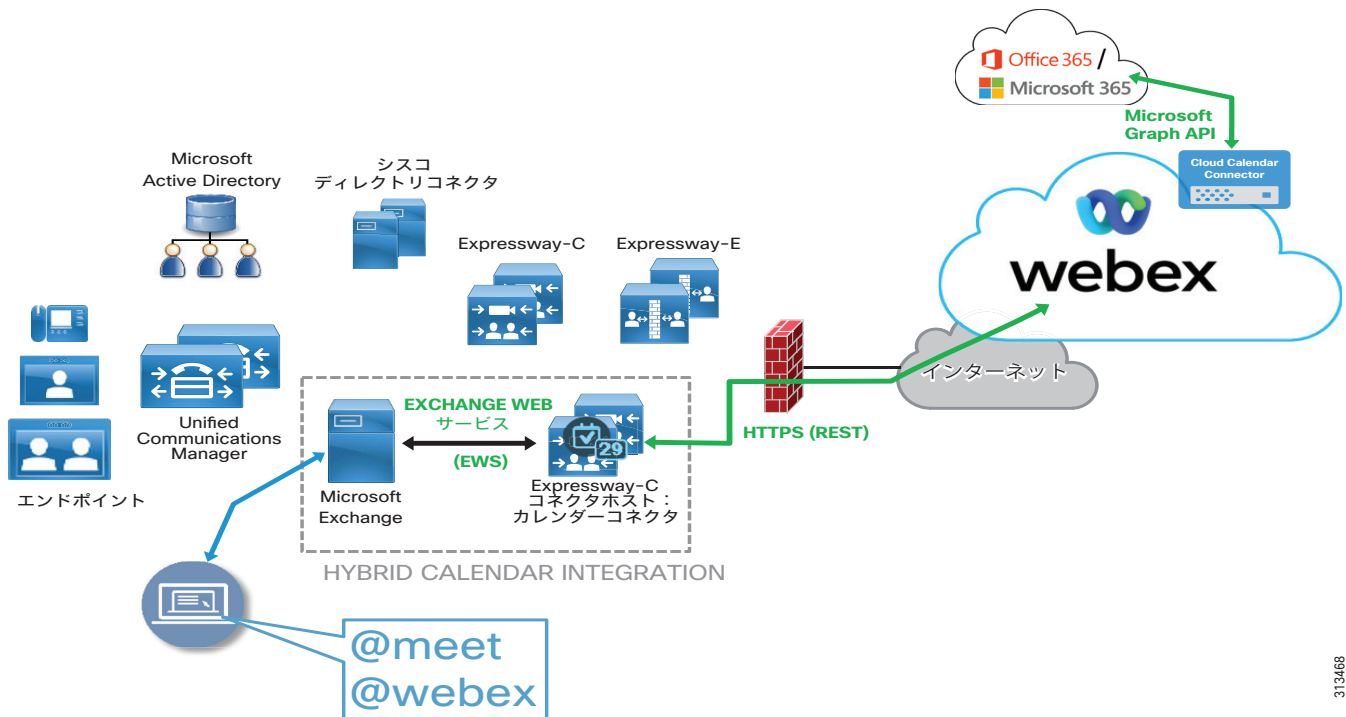 Office 365 /
Microsoft 365
Microsoft
Graph API
Cloud Calendar
Connector
webex
Microsoft
Active Directory
シスコ
ディレクトリコネクタ
Expressway-C
Expressway-E
インターネット
Unified
Communications
Manager
エンドポイント
EXCHANGE WEB
サービス
(EWS)
29
Microsoft
Exchange
Expressway-C
コネクタホスト：
カレンダーコネクタ
HTTPS (REST)
HYBRID CALENDAR INTEGRATION
@meet
@webex
313468